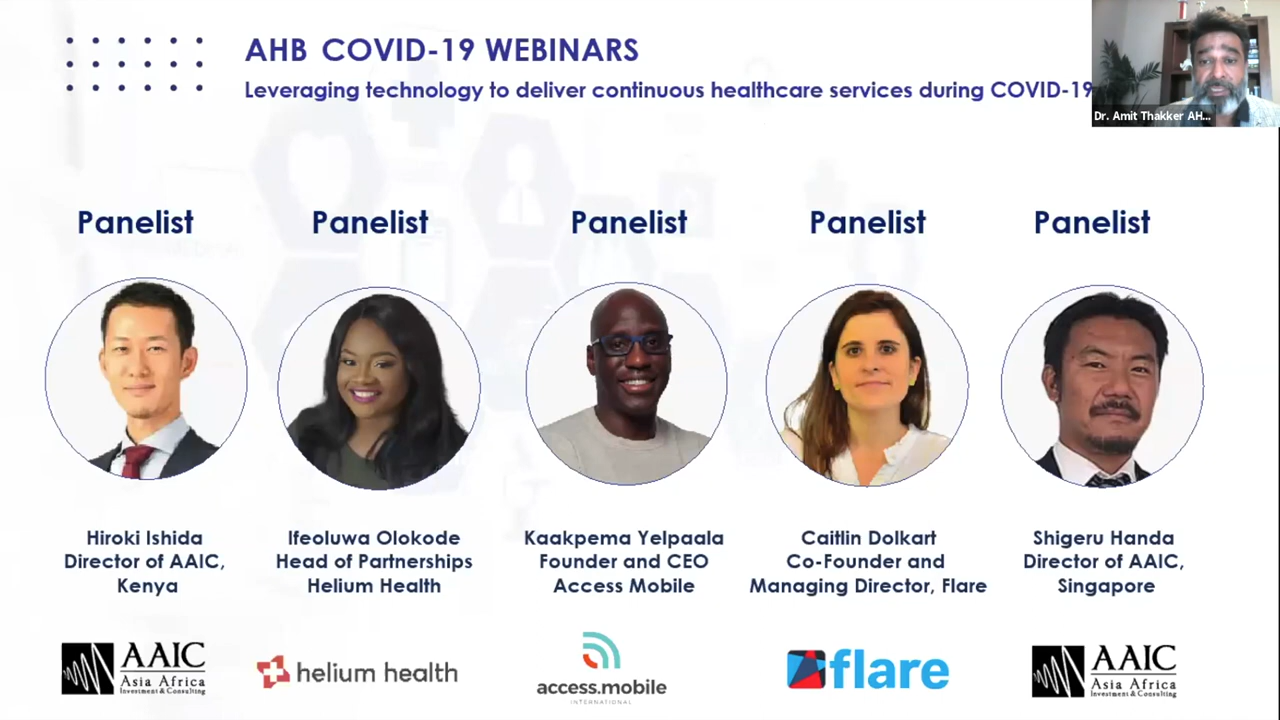 AHB COVID-19 WEBINARS
Leveraging technology to deliver continuous healthcare services during COVID-19
Dr. Amit Thakker AH...
Panelist
Panelist
Panelist
Panelist
Panelist
Hiroki Ishida
Director of AAIC,
Kenya
Ifeoluwa Olokode
Head of Partnerships
Helium Health
Kaakpema Yelpaala
Founder and CEO
Access Mobile
Caitlin Dolkart
Co-Founder and
Managing Director, Flare
Shigeru Handa
Director of AAIC,
Singapore
AAIC
Asia Africa
Investment & Consulting
helium health
access.mobile
INTERNATIONAL
flare
AAIC
Asia Africa
Investment & Consulting